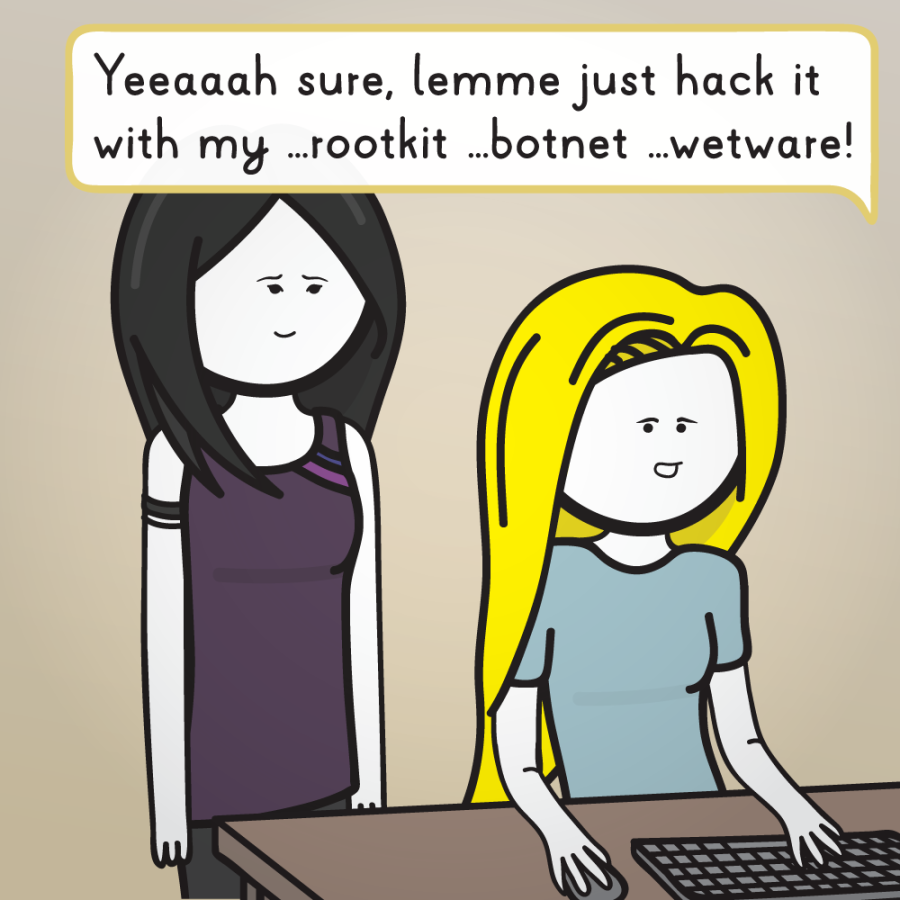 Yeeaaah sure, lemme just hack it
with my ...rootkit ...botnet ...wetware!